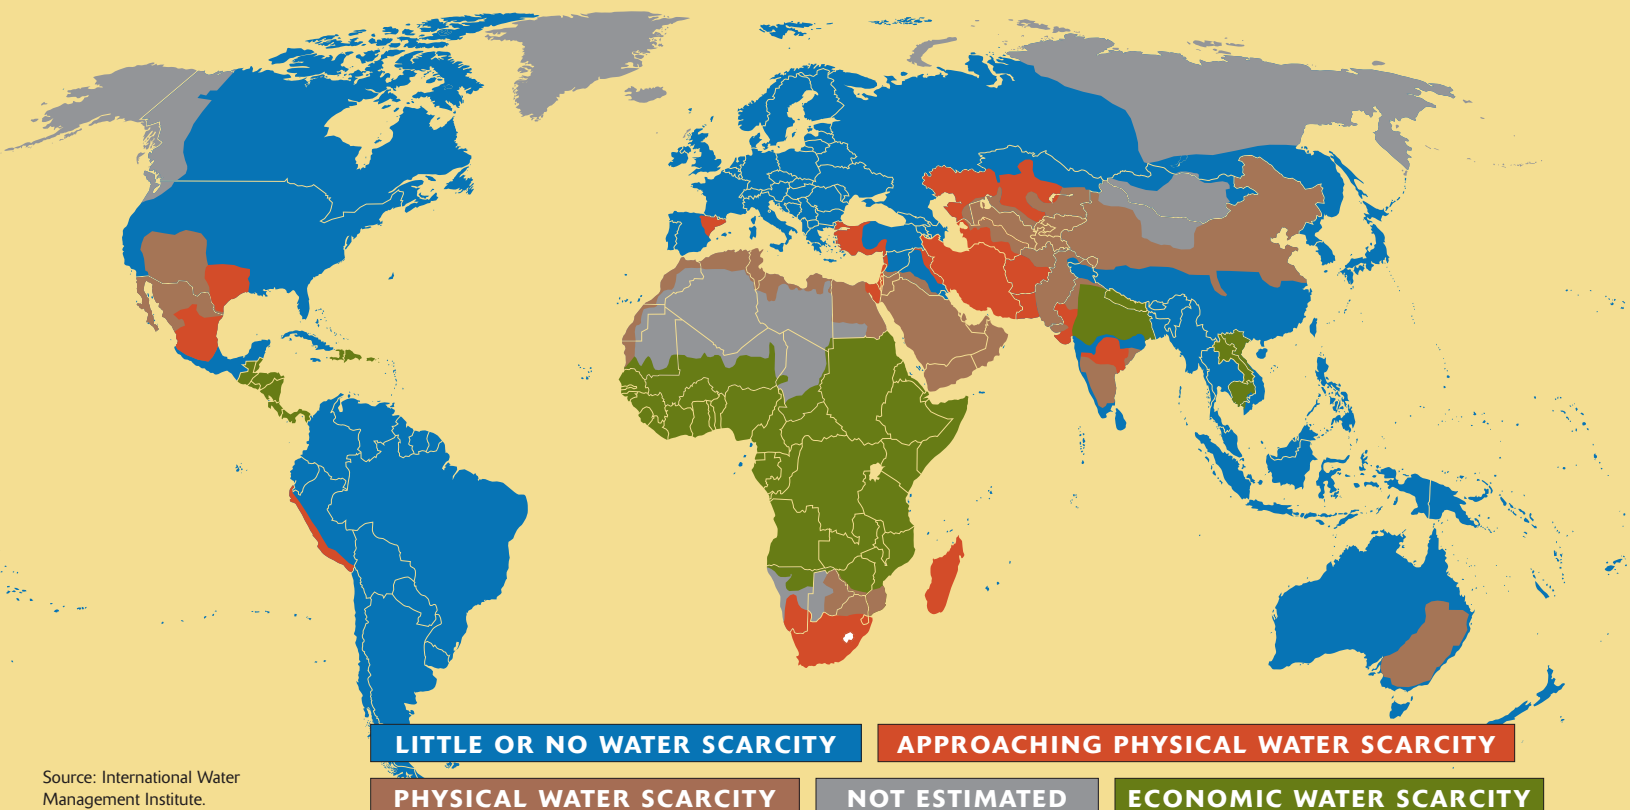 LITTLE OR NO WATER SCARCITY
APPROACHING PHYSICAL WATER SCARCITY
PHYSICAL WATER SCARCITY
NOT ESTIMATED
ECONOMIC WATER SCARCITY
Source: International Water
Management Institute.